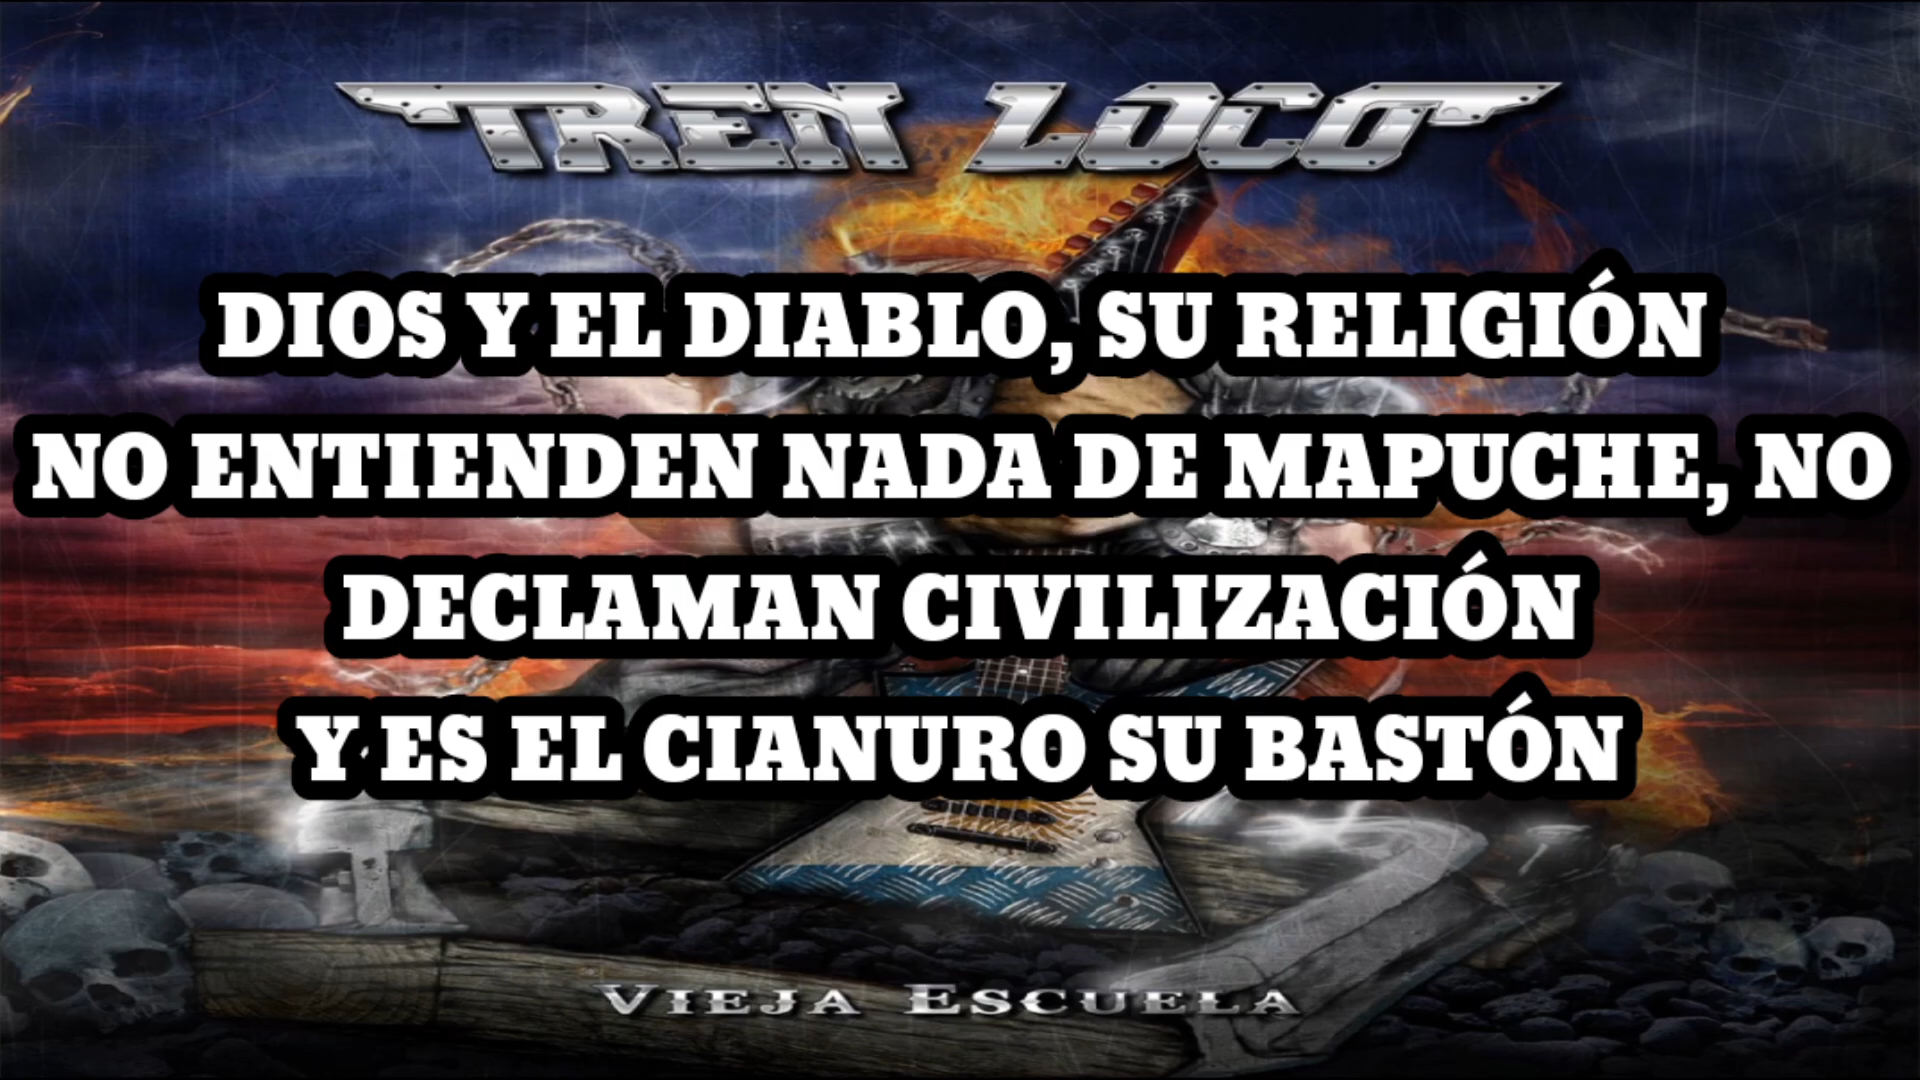 TREN LOCO
DIOS Y EL DIABLO, SU RELIGIÓN
NO ENTIENDEN NADA DE MAPUCHE, NO
DECLAMAN CIVILIZACIÓN
Y ES EL CIANURO SU BASTÓN
VIEJA ESCUELA